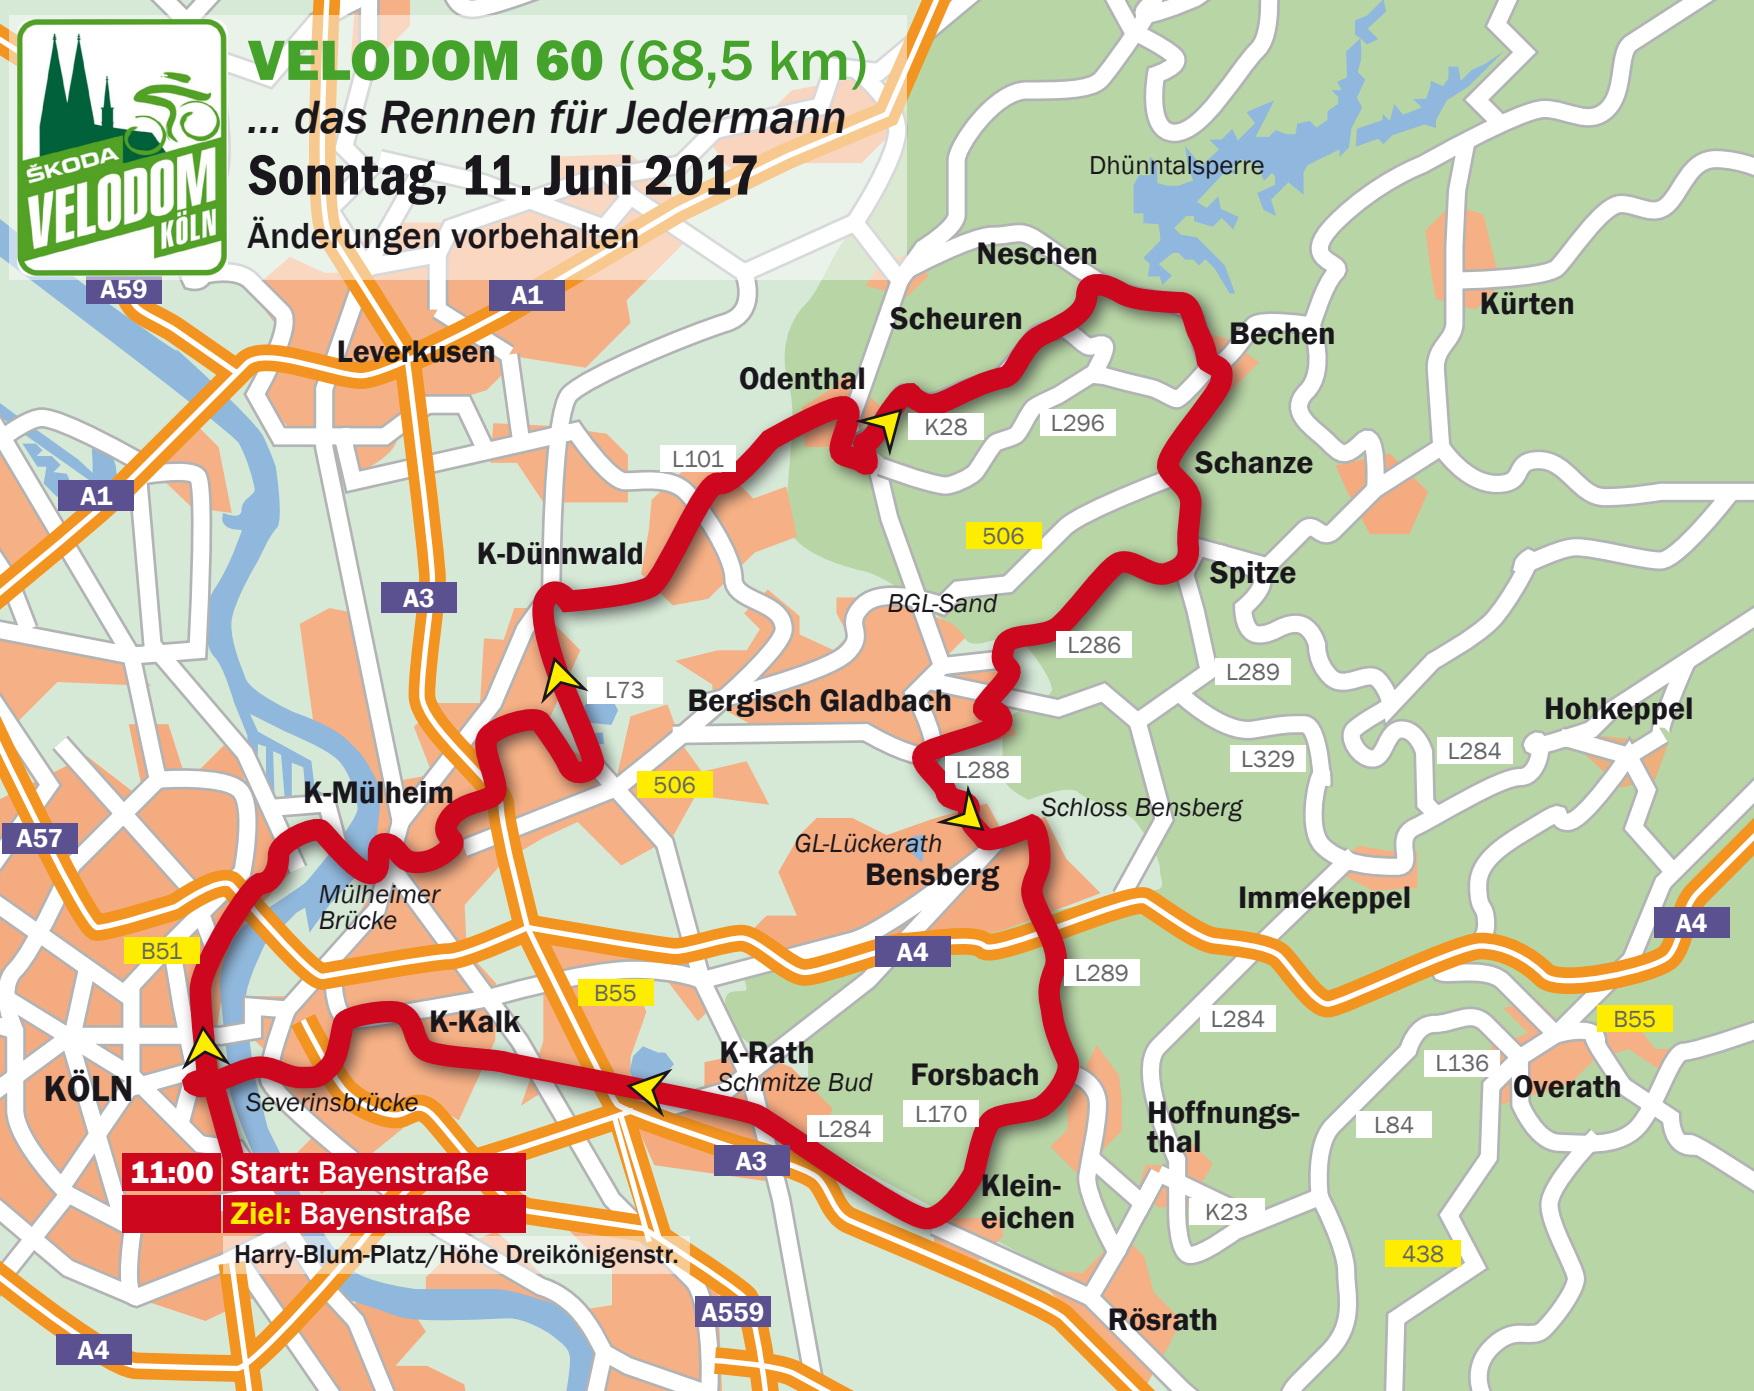 VELODOM 60 (68,5 km)
... das Rennen für Jedermann
Sonntag, 11. Juni 2017
Änderungen vorbehalten
ŠKODA
VELODOM
KÖLN
Dhünntalsperre
Neschen
A59
A1
Kürten
Scheuren
Bechen
Leverkusen
Odenthal
K28
L296
L101
Schanze
A1
506
K-Dünnwald
Spitze
A3
BGL-Sand
L286
L289
L73
Bergisch Gladbach
Hohkeppel
L284
L329
L288
506
K-Mülheim
Schloss Bensberg
A57
GL-Lückerath
Bensberg
Mülheimer
Brücke
Immekeppel
A4
B51
A4
L289
B55
L284
B55
K-Kalk
K-Rath
Schmitze Bud
Forsbach
L136
Overath
KÖLN
Severinsbrücke
L170
L284
Hoffnungs-
thal
L84
A3
11:00 Start: Bayenstraße
Ziel: Bayenstraße
Harry-Blum-Platz/Höhe Dreikönigenstr.
Klein-
eichen
K23
438
A559
Rösrath
A4